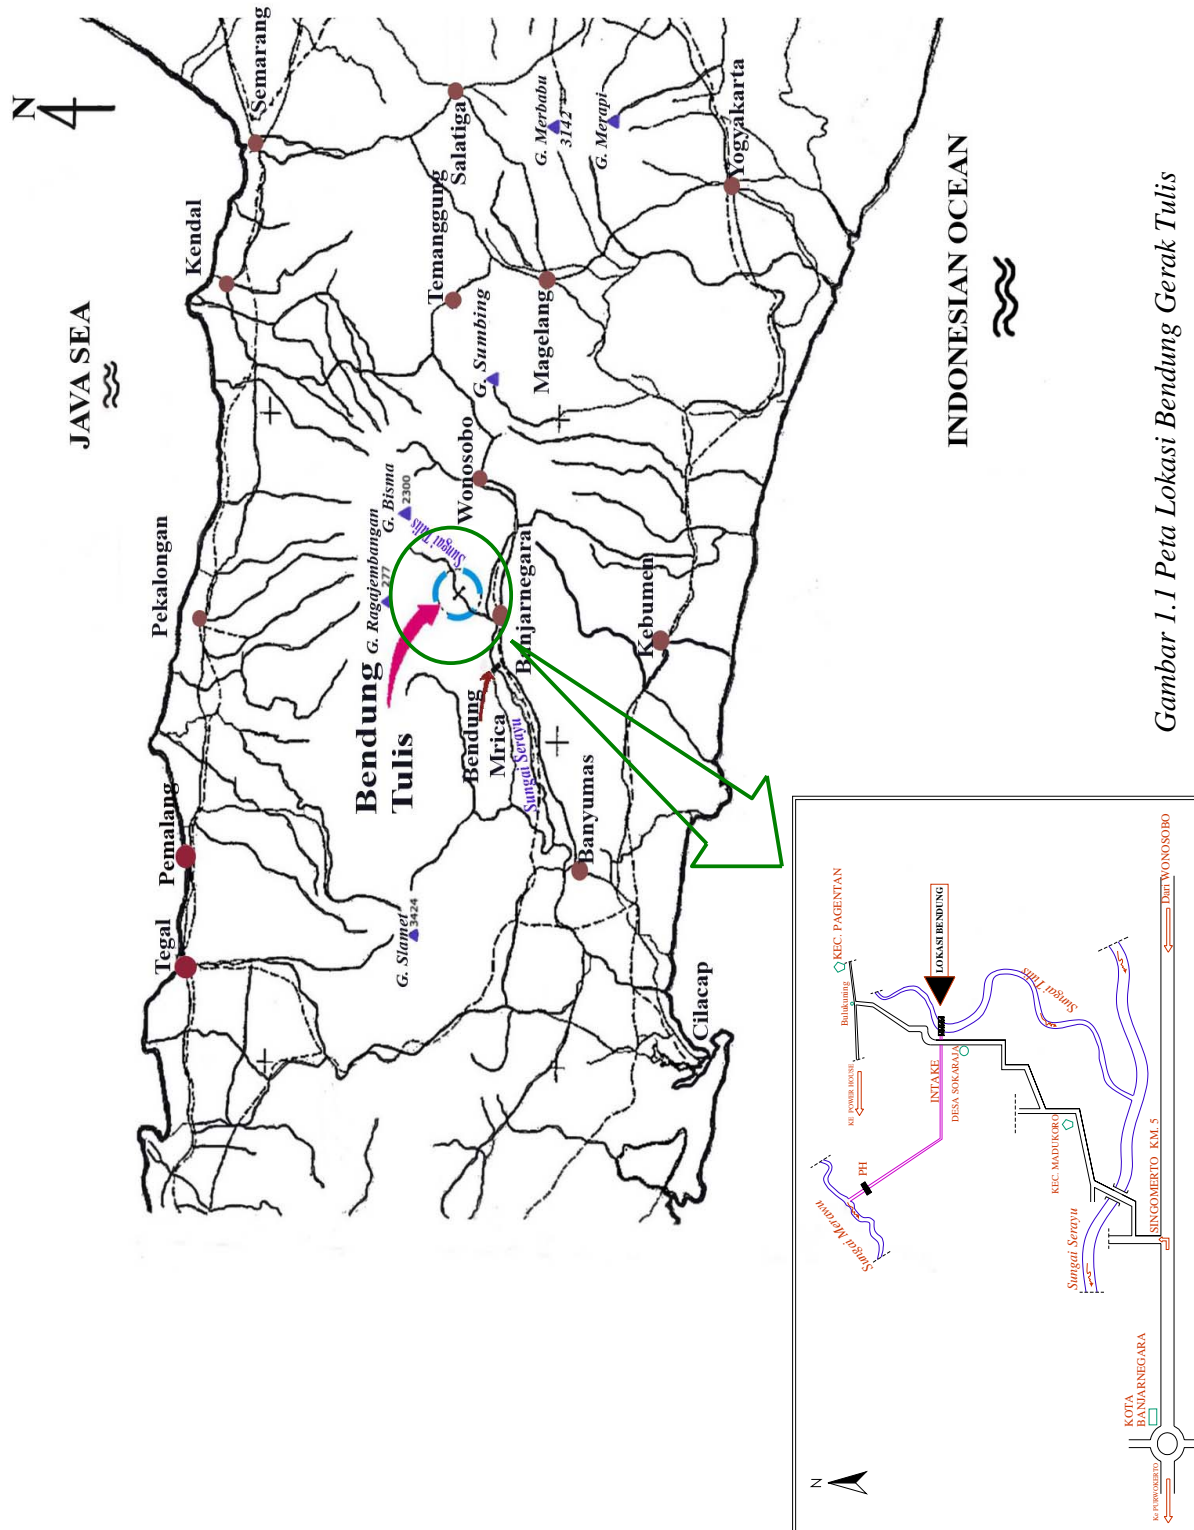 N
JAVA SEA
Tegal
Pemalang
Pekalongan
Kendal
Semarang
G. Slamet
3424
Bendung
Tulis
G. Ragajembangan
277
G. Bisma
2300
Sungai Tulis
Wonosobo
G. Sumbing
Temanggung
Salatiga
Magelang
G. Merbabu
3142
G. Merapi
Bendung
Mrica
Sungai Serayu
Banjarnegara
Banyumas
Kebumen
Yogyakarta
Cilacap
INDONESIAN OCEAN
N
KEC. PAGENTAN
Bulukuning
KE POWER HOUSE
LOKASI BENDUNG
INTAKE
DESA SOKARAJA
Sungai Tulis
PH
Sungai Merawu
KEC. MADUKORO
Sungai Serayu
SINGOMERTO KM. 5
Dari WONOSOBO
KOTA
BANJARNEGARA
Ke PURWOKERTO
Gambar 1.1 Peta Lokasi Bendung Gerak Tulis